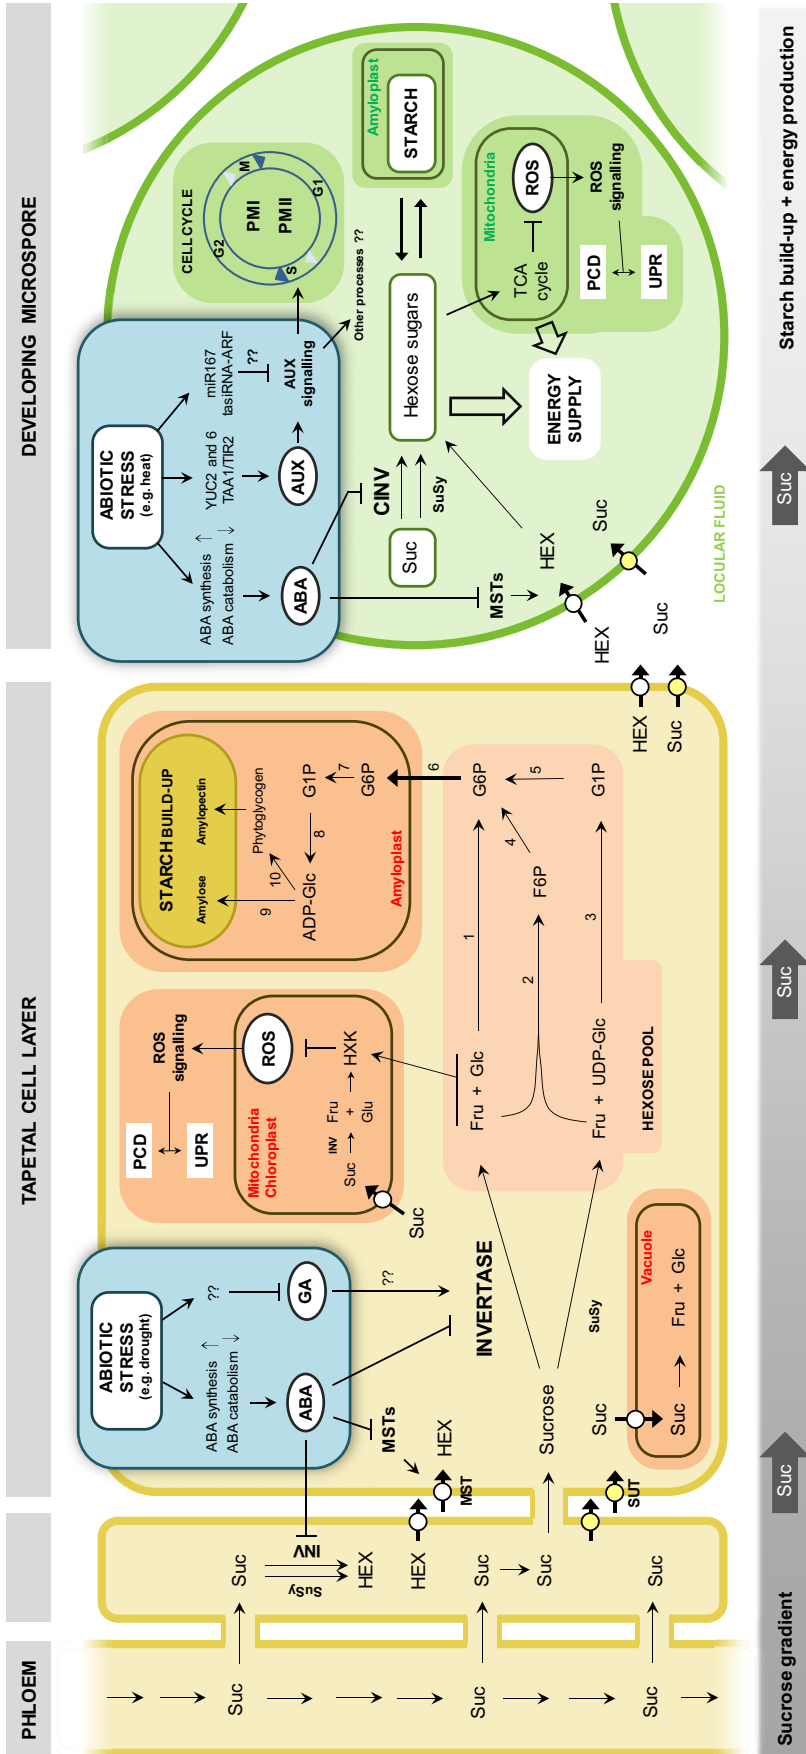 PHLOEM
TAPETAL CELL LAYER
DEVELOPING MICROSPORE
Suc
Suc
Suc
Suc
SuSy
INV
HEX
Suc
Suc
Suc
HEX
MST
HEX
SUT
ABIOTIC
STRESS
(e.g. drought)
ABA synthesis ↑
ABA catabolism ↓
??
ABA
GA
??
MSTs
INVERTASE
Sucrose
SuSy
Suc
Vacuole
Suc → Fru + Glc
PCD
UPR
ROS
signalling
Mitochondria
Chloroplast
ROS
Suc
INV
Fru
+
Glu
HXK
Suc
Fru + Glc
Fru + UDP-Glc
HEXOSE POOL
1
2
3
4
5
6
F6P
G6P
G1P
STARCH BUILD-UP
Amylose
Amylopectin
9
10
Phytoglycogen
ADP-Glc
8
G1P
7
G6P
Amyloplast
HEX
Suc
HEX
Suc
ABIOTIC
STRESS
(e.g. heat)
ABA synthesis ↑
ABA catabolism ↓
YUC2 and 6
TAA1/TIR2
miR167
tasiRNA-ARF
??
ABA
AUX
AUX
signalling
CELL CYCLE
G2
M
G1
S
PMI
PMII
Other processes ??
CINV
SuSy
Suc
Hexose sugars
Amyloplast
STARCH
MSTs
HEX
Suc
ENERGY
SUPPLY
Mitochondria
TCA
cycle
ROS
ROS
signalling
PCD
UPR
LOCULAR FLUID
Sucrose gradient
Suc
Suc
Suc
Starch build-up + energy production